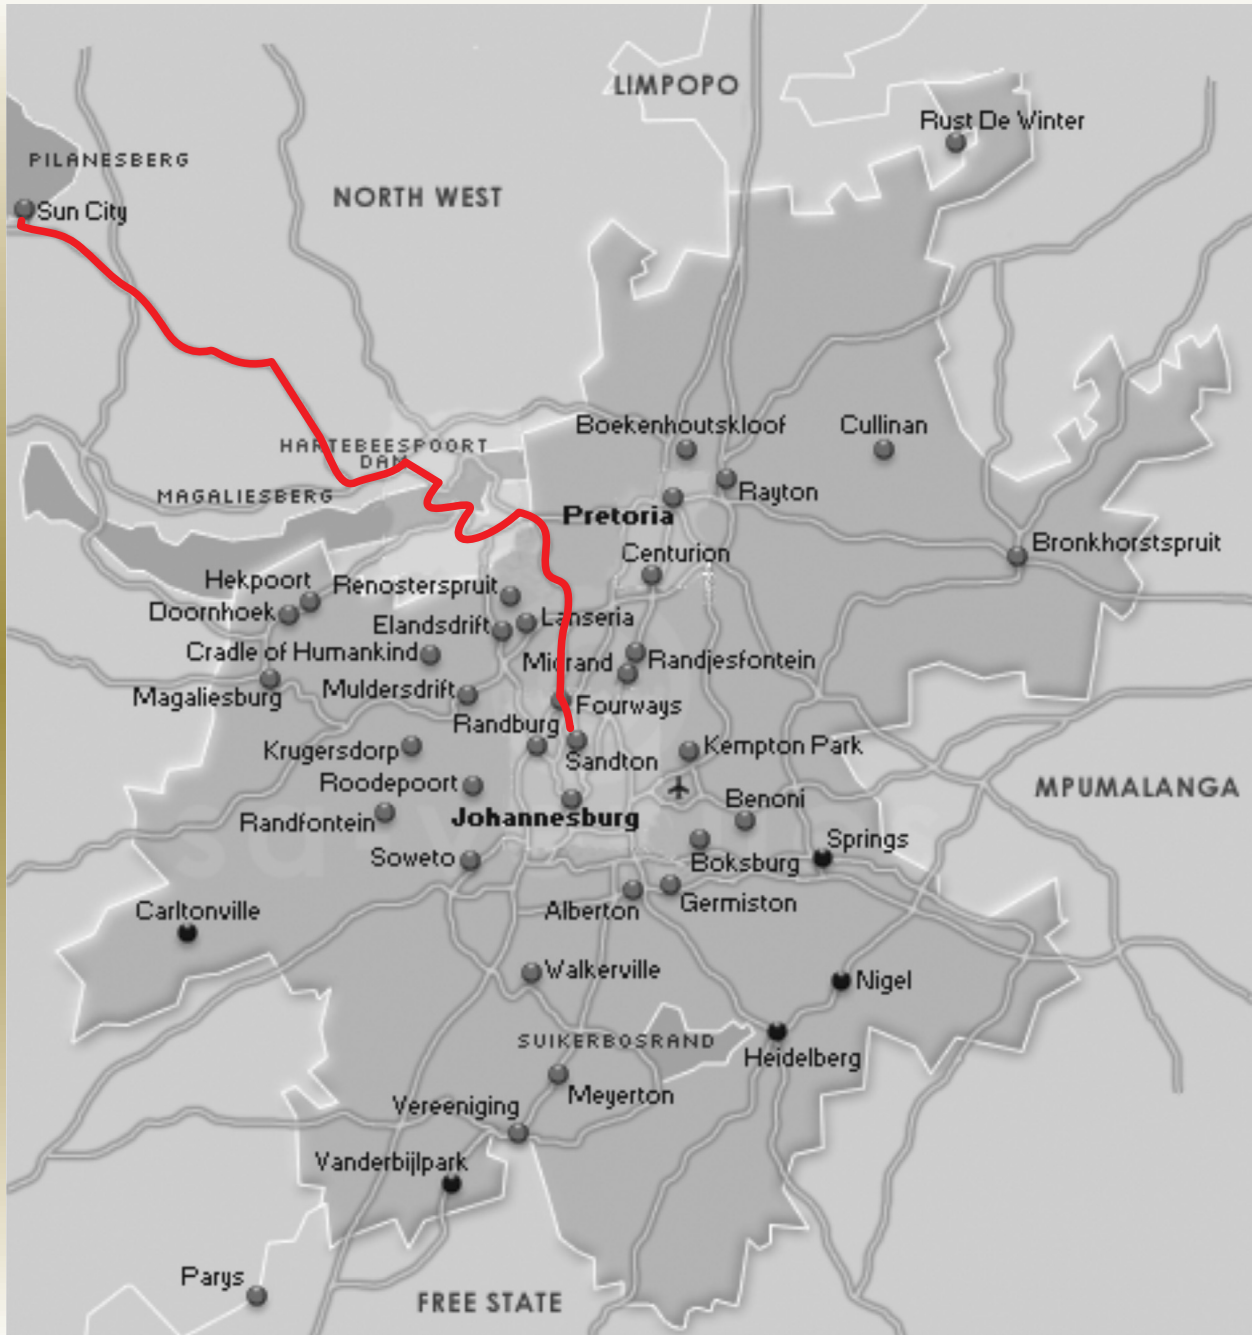 LIMPOPO
Rust De Winter
PILANESBERG
NORTH WEST
Sun City
Boekenhoutskloof
Cullinan
HARTEBEESPOORT
DAM
Rayton
MAGALIESBERG
Pretoria
Bronkhorstspruit
Centurion
Hekpoort
Renosterspruit
Doornhoek
Lanseria
Elandsdrift
Cradle of Humankind
Midrand
Randjesfontein
Magaliesburg
Muldersdrift
Fourways
Randburg
Krugersdorp
Kempton Park
Sandton
Roodepoort
MPUMALANGA
Benoni
Johannesburg
Randfontein
Springs
Soweto
Boksburg
Carltonville
Alberton
Germiston
Walkerville
Nigel
SUIKERBOSRAND
Heidelberg
Meyerton
Vereeniging
Vanderbijlpark
Parys
FREE STATE